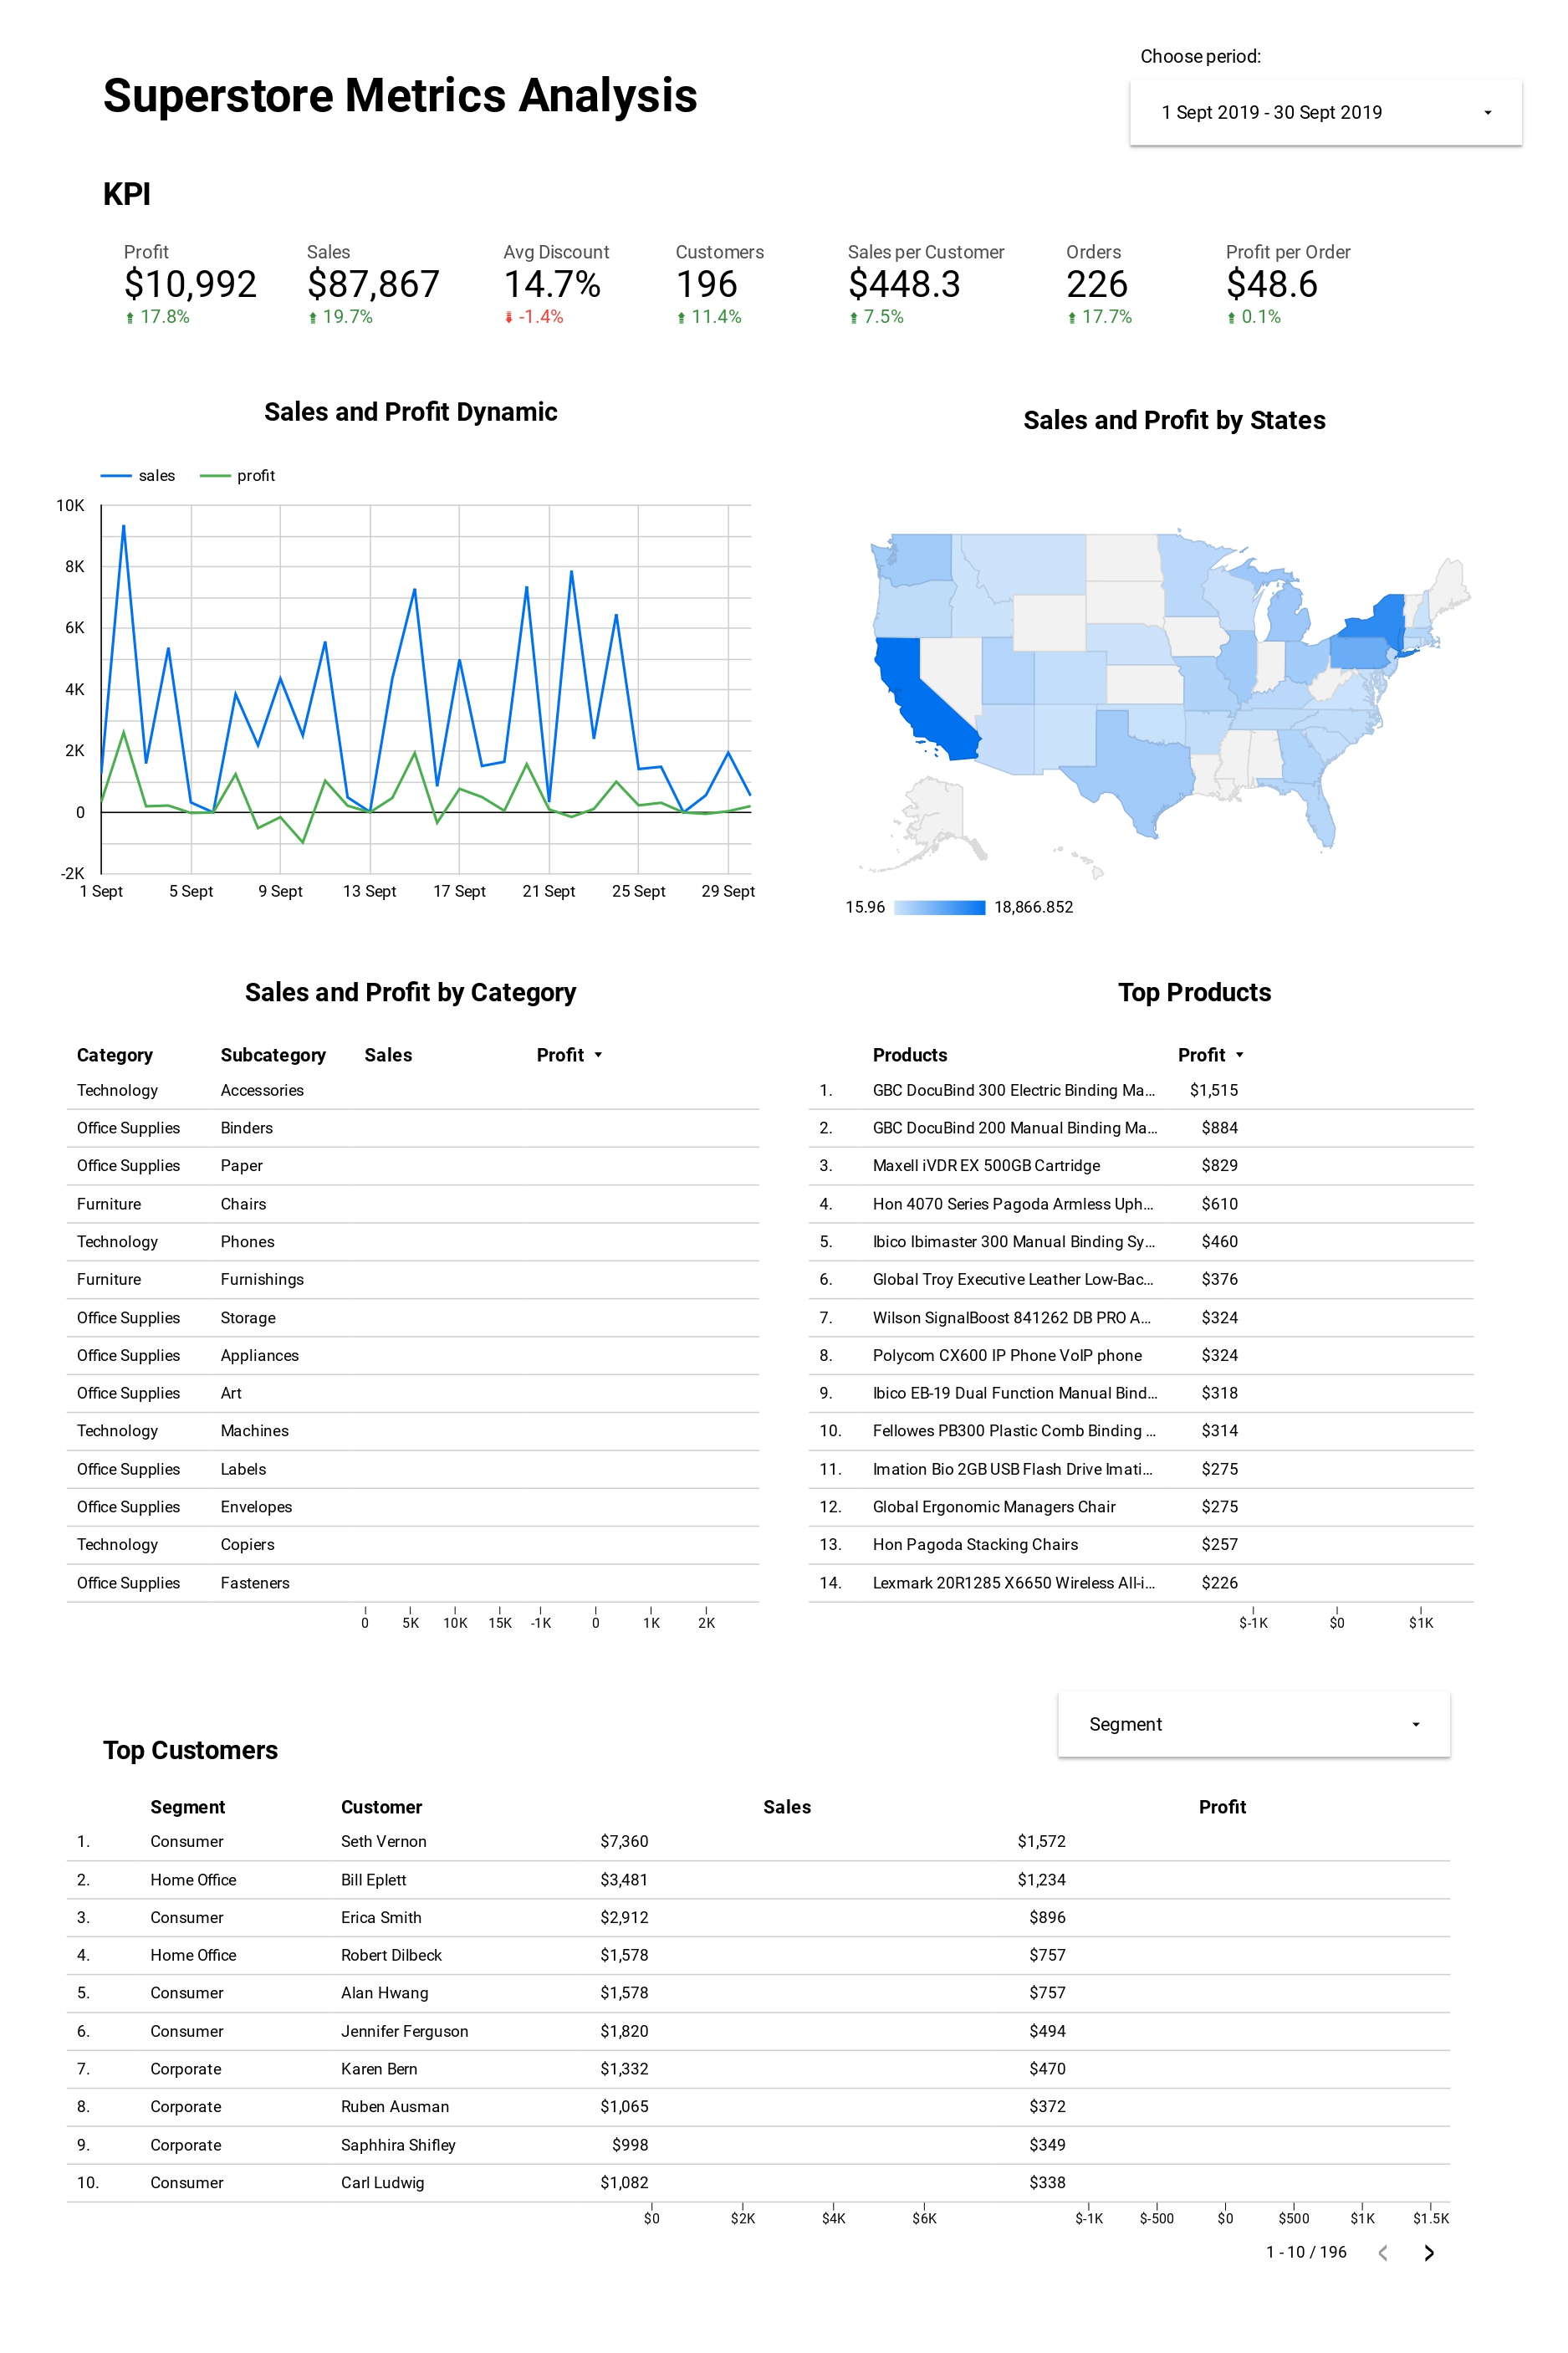 Choose period:
Superstore Metrics Analysis
1 Sept 2019 - 30 Sept 2019
KPI
Profit
$10,992
17.8%
Sales
$87,867
19.7%
Avg Discount
14.7%
-1.4%
Customers
196
11.4%
Sales per Customer
$448.3
7.5%
Orders
226
17.7%
Profit per Order
$48.6
0.1%
Sales and Profit Dynamic
sales profit
10K
8K
6K
4K
2K
0
-2K
1 Sept 5 Sept 9 Sept 13 Sept 17 Sept 21 Sept 25 Sept 29 Sept
Sales and Profit by States
15.96 18,866.852
Sales and Profit by Category
Category Subcategory Sales Profit
Technology Accessories
Office Supplies Binders
Office Supplies Paper
Furniture Chairs
Technology Phones
Furniture Furnishings
Office Supplies Storage
Office Supplies Appliances
Office Supplies Art
Technology Machines
Office Supplies Labels
Office Supplies Envelopes
Technology Copiers
Office Supplies Fasteners
0 5K 10K 15K -1K 0 1K 2K
Top Products
Products Profit
1. GBC DocuBind 300 Electric Binding Ma... $1,515
2. GBC DocuBind 200 Manual Binding Ma... $884
3. Maxell iVDR EX 500GB Cartridge $829
4. Hon 4070 Series Pagoda Armless Uph... $610
5. Ibico Ibimaster 300 Manual Binding Sy... $460
6. Global Troy Executive Leather Low-Bac... $376
7. Wilson SignalBoost 841262 DB PRO A... $324
8. Polycom CX600 IP Phone VoIP phone $324
9. Ibico EB-19 Dual Function Manual Bind... $318
10. Fellowes PB300 Plastic Comb Binding ... $314
11. Imation Bio 2GB USB Flash Drive Imati... $275
12. Global Ergonomic Managers Chair $275
13. Hon Pagoda Stacking Chairs $257
14. Lexmark 20R1285 X6650 Wireless All-i... $226
$-1K $0 $1K
Segment
Top Customers
Segment Customer Sales Profit
1. Consumer Seth Vernon $7,360 $1,572
2. Home Office Bill Eplett $3,481 $1,234
3. Consumer Erica Smith $2,912 $896
4. Home Office Robert Dilbeck $1,578 $757
5. Consumer Alan Hwang $1,578 $757
6. Consumer Jennifer Ferguson $1,820 $494
7. Corporate Karen Bern $1,332 $470
8. Corporate Ruben Ausman $1,065 $372
9. Corporate Saphhira Shifley $998 $349
10. Consumer Carl Ludwig $1,082 $338
$0 $2K $4K $6K $-1K $-500 $0 $500 $1K $1.5K
1 - 10 / 196